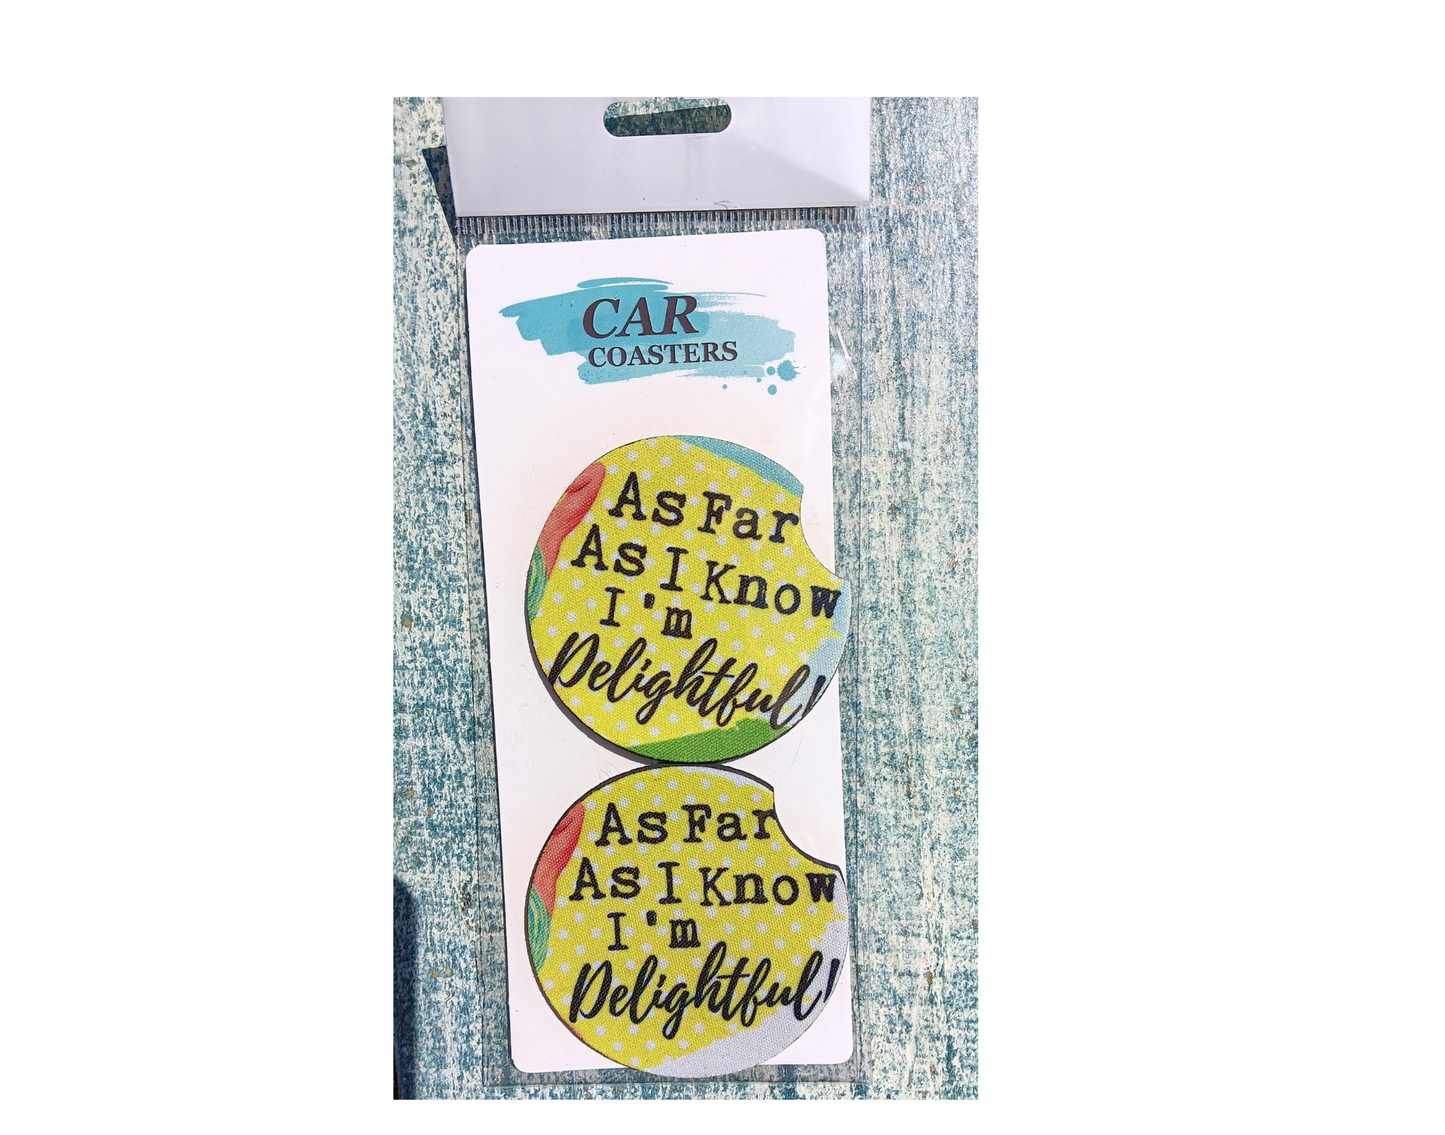 CAR
COASTERS
As Far
As I Know
I'm
Delightful!
As Far
As I Know
I'm
Delightful!